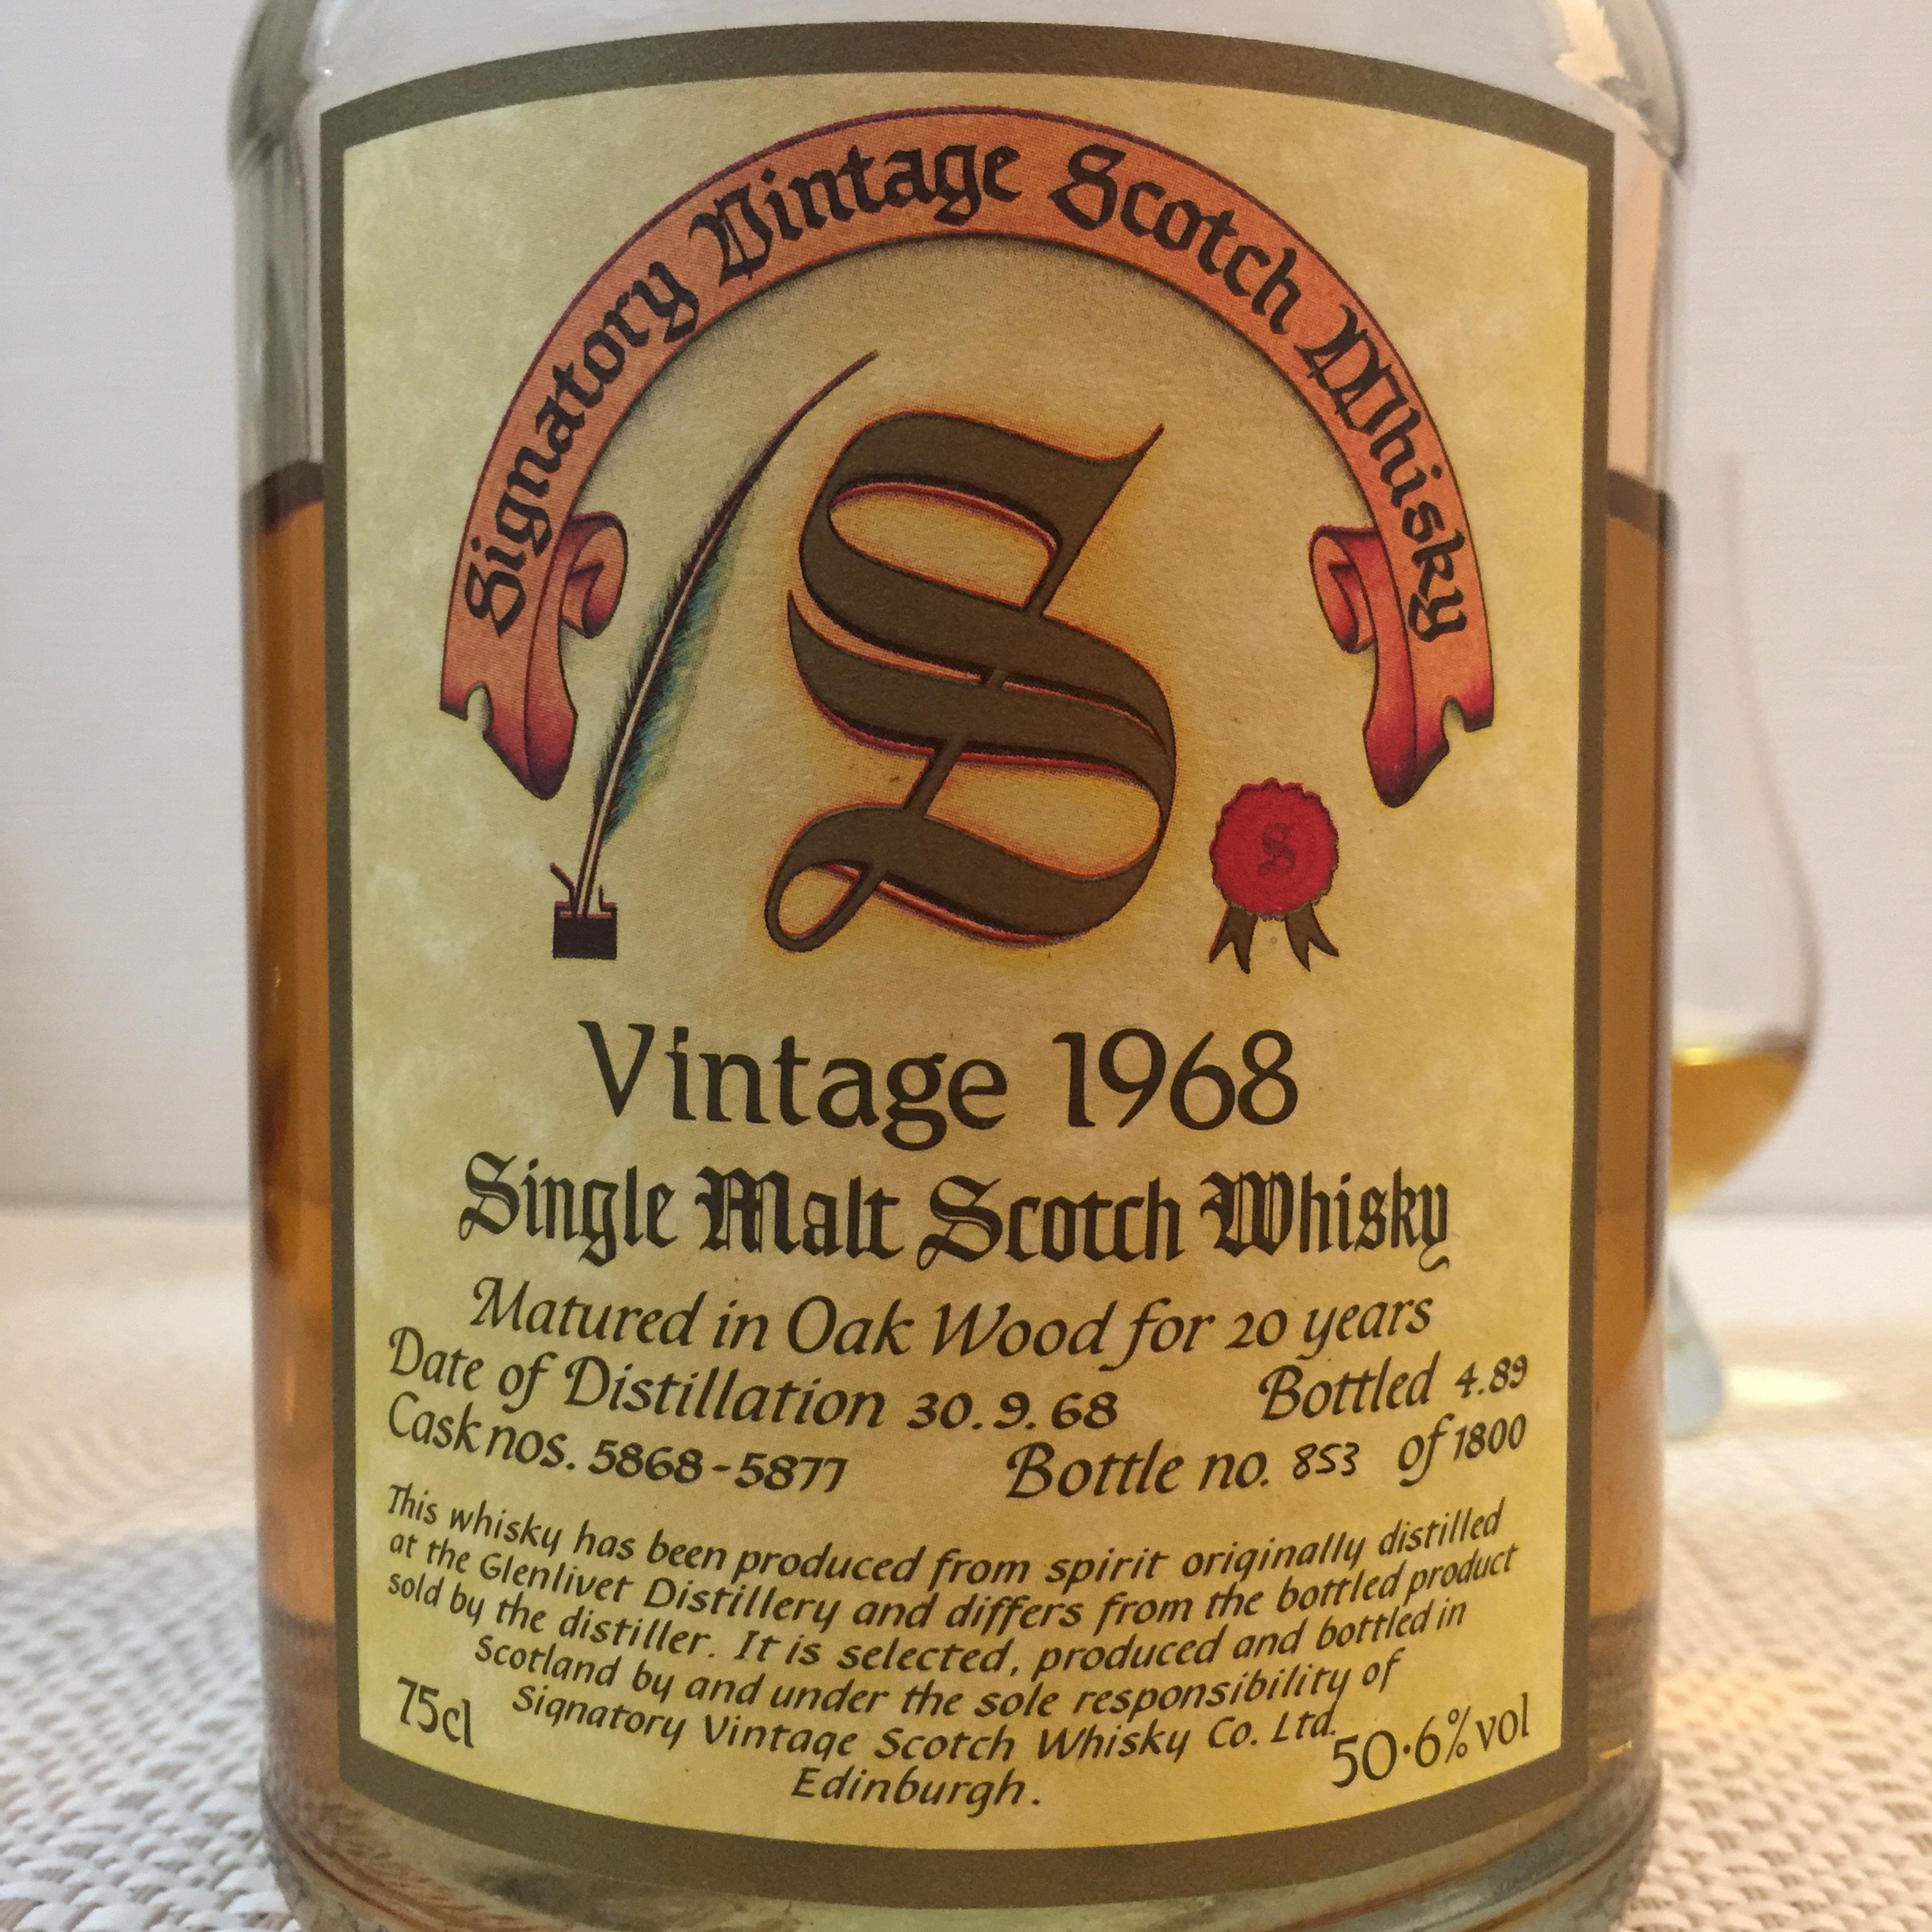 Signatory Vintage Scotch Whisky
S
S
Vintage 1968
Single Malt Scotch Whisky
Matured in Oak Wood for 20 years
Date of Distillation 30.9.68 Bottled 4.89
Cask nos. 5868-5877 Bottle no. 853 of 1800
This whisky has been produced from spirit originally distilled
at the Glenlivet Distillery and differs from the bottled product
sold by the distiller. It is selected, produced and bottled in
Scotland by and under the sole responsibility of
Signatory Vintage Scotch Whisky Co. Ltd.
Edinburgh.
75cl 50·6% vol